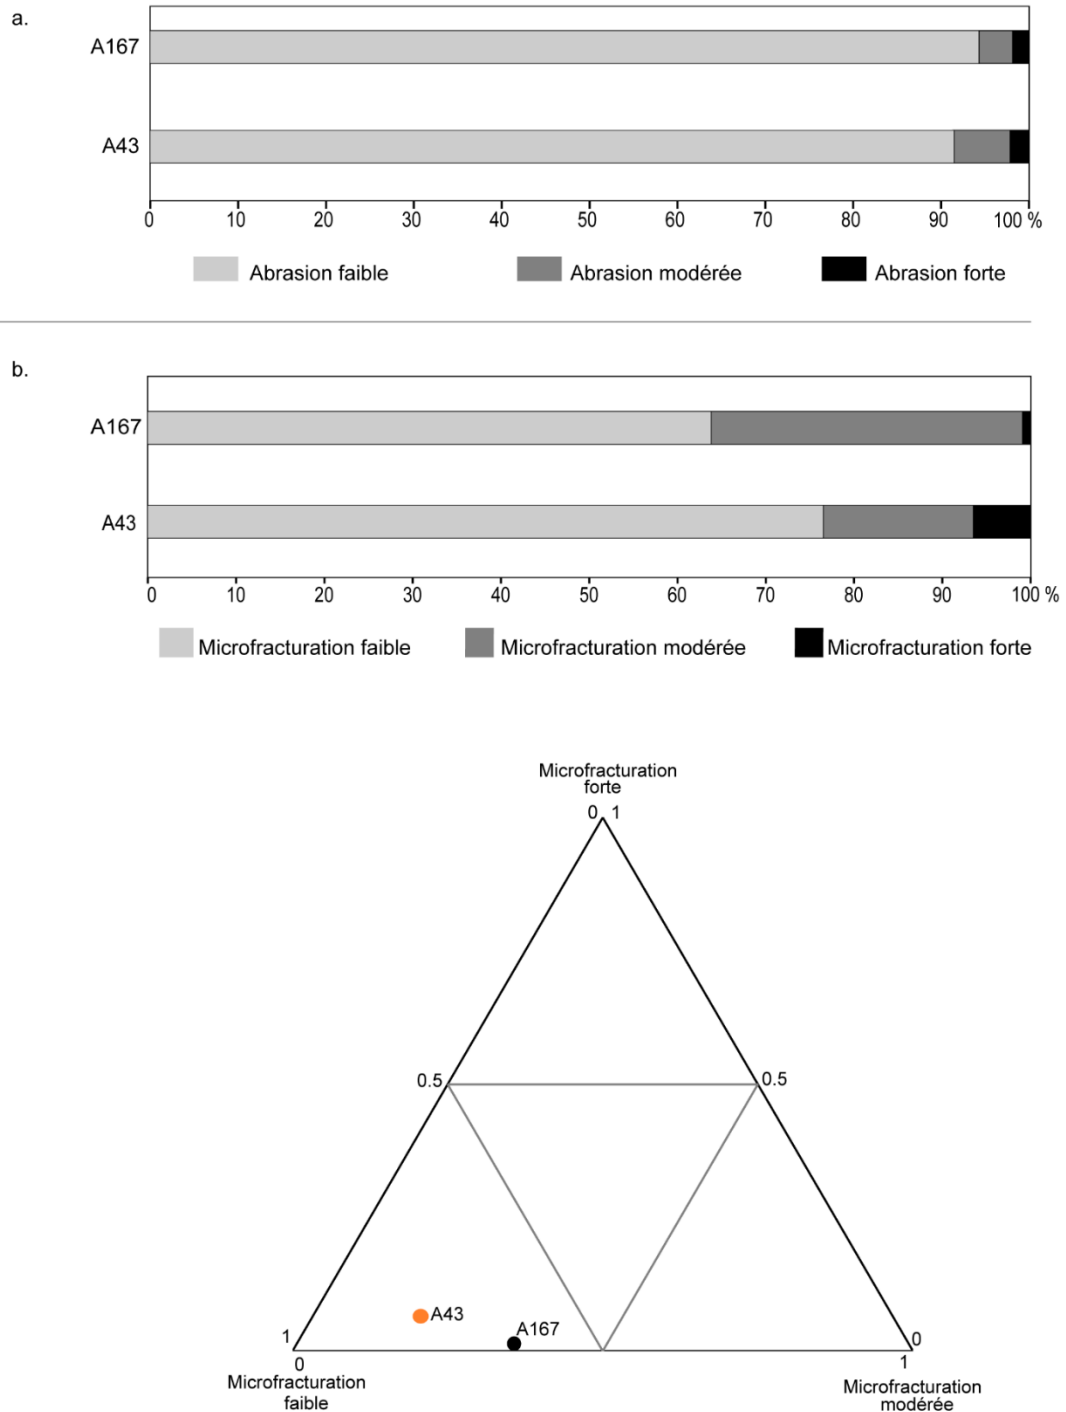 a.
A167
A43
0 10 20 30 40 50 60 70 80 90 100 %
Abrasion faible Abrasion modérée Abrasion forte
b.
A167
A43
0 10 20 30 40 50 60 70 80 90 100 %
Microfracturation faible Microfracturation modérée Microfracturation forte
Microfracturation
forte
0 1
0.5 0.5
A43
A167
1 0
0 1
Microfracturation
faible
Microfracturation
modérée